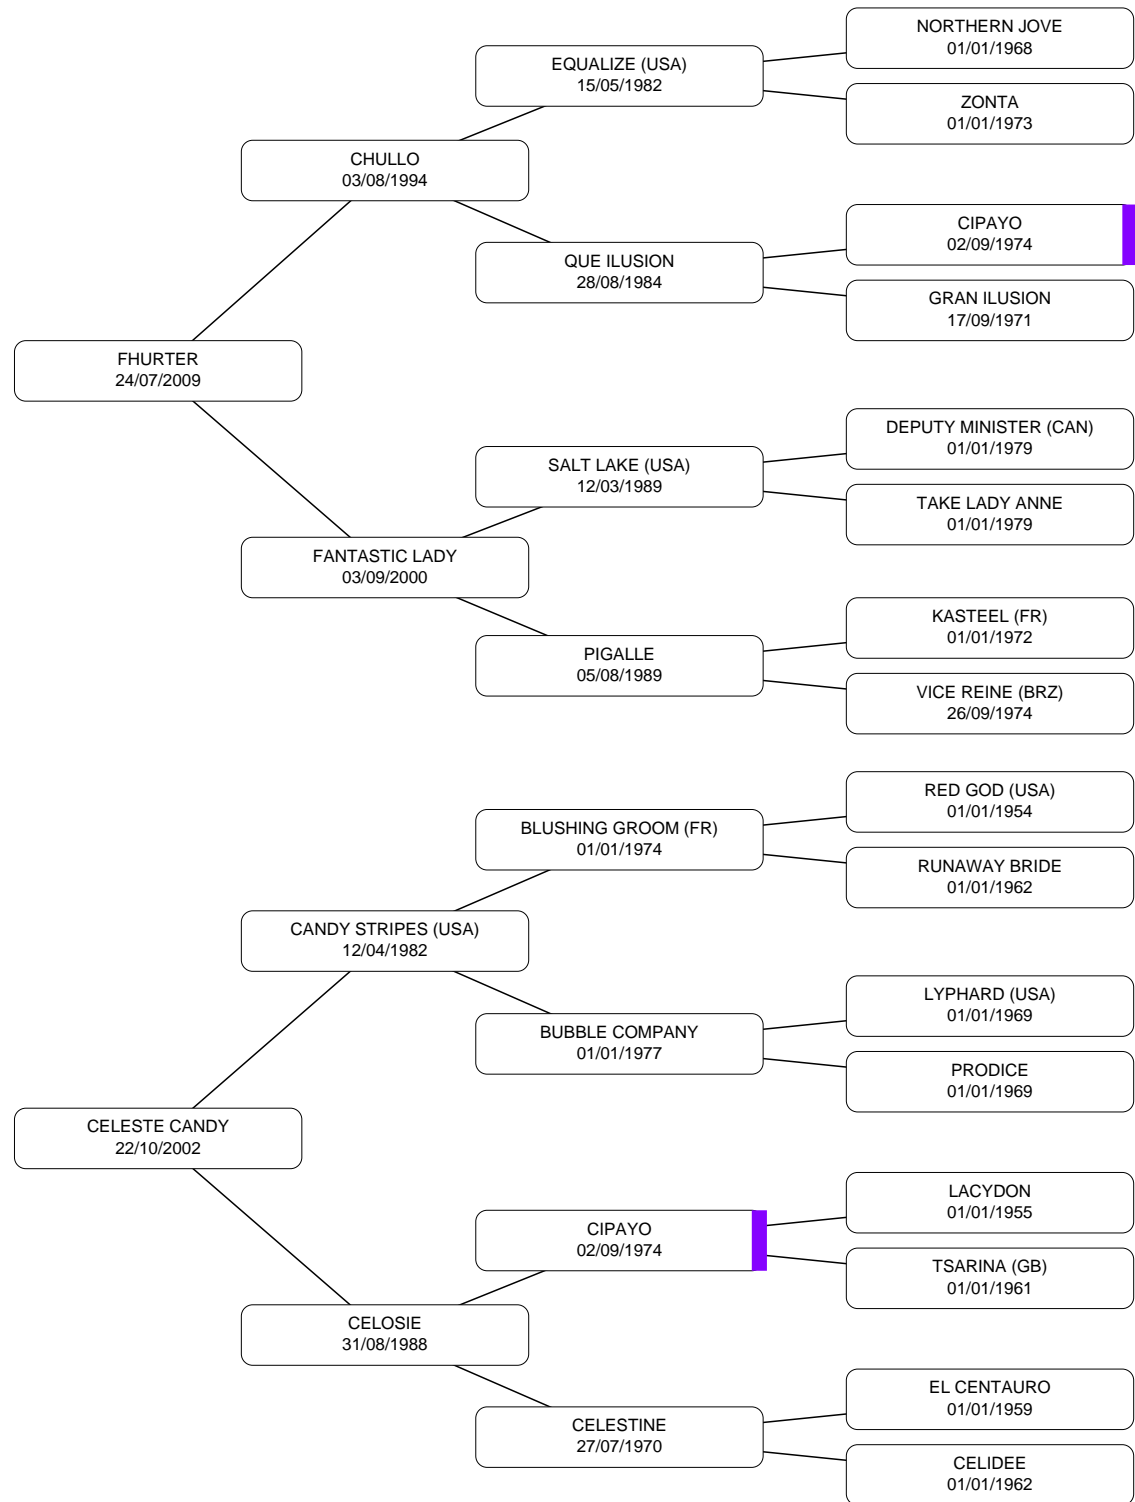 NORTHERN JOVE
01/01/1968
EQUALIZE (USA)
15/05/1982
ZONTA
01/01/1973
CHULLO
03/08/1994
CIPAYO
02/09/1974
QUE ILUSION
28/08/1984
GRAN ILUSION
17/09/1971
FHURTER
24/07/2009
DEPUTY MINISTER (CAN)
01/01/1979
SALT LAKE (USA)
12/03/1989
TAKE LADY ANNE
01/01/1979
FANTASTIC LADY
03/09/2000
KASTEEL (FR)
01/01/1972
PIGALLE
05/08/1989
VICE REINE (BRZ)
26/09/1974
RED GOD (USA)
01/01/1954
BLUSHING GROOM (FR)
01/01/1974
RUNAWAY BRIDE
01/01/1962
CANDY STRIPES (USA)
12/04/1982
LYPHARD (USA)
01/01/1969
BUBBLE COMPANY
01/01/1977
PRODICE
01/01/1969
CELESTE CANDY
22/10/2002
LACYDON
01/01/1955
CIPAYO
02/09/1974
TSARINA (GB)
01/01/1961
CELOSIE
31/08/1988
EL CENTAURO
01/01/1959
CELESTINE
27/07/1970
CELIDEE
01/01/1962